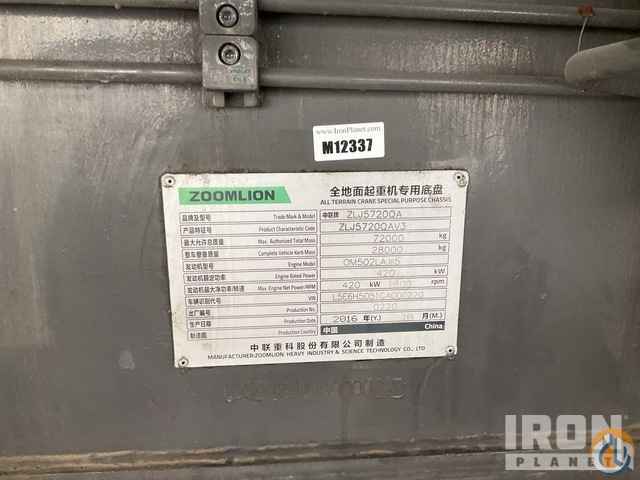 www.IronPlanet.com
M12337
ZOOMLION 全地面起重机专用底盘
ALL TERRAIN CRANE SPECIAL PURPOSE CHASSIS
品牌及型号 Trade Mark & Model 中联牌 ZLJ5720QA
产品特征号 Product Characteristic Code ZLJ5720QAV3
最大允许总质量 Max. Authorized Total Mass 72000 kg
整车整备质量 Complete Vehicle Kerb Mass 28000 kg
发动机型号 Engine Model
发动机额定功率 Engine Rated Power 420 kW
发动机最大净功率/转速 Max. Engine Net Power/RPM 420 kW 1800 rpm
车辆识别代号 VIN
出厂编号 Production No. 0220
生产日期 Production Date 2016 年(Y.) 月(M.)
制造国 Production Country 中国 China
中联重科股份有限公司制造
MANUFACTURER:ZOOMLION HEAVY INDUSTRY & SCIENCE TECHNOLOGY CO., LTD
IRON
PLANET